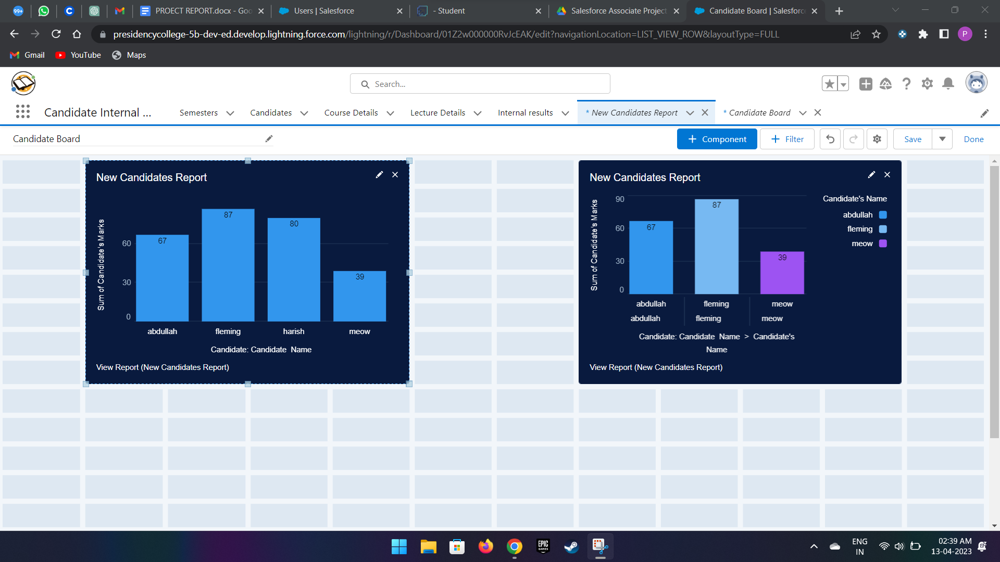 99+
PROECT REPORT.docx - Goo
Users | Salesforce
- Student
Salesforce Associate Project
Candidate Board | Salesforc
presidencycollege-5b-dev-ed.develop.lightning.force.com/lightning/r/Dashboard/01Z2w000000RvJcEAK/edit?navigationLocation=LIST_VIEW_ROW&layoutType=FULL
P
Gmail
YouTube
Maps
Search...
Candidate Internal ...
Semesters
Candidates
Course Details
Lecture Details
Internal results
* New Candidates Report
* Candidate Board
Candidate Board
+ Component
+ Filter
Save
Done
New Candidates Report
Sum of Candidate's Marks
60
30
0
67
87
80
39
abdullah
fleming
harish
meow
Candidate: Candidate Name
View Report (New Candidates Report)
New Candidates Report
Sum of Candidate's Marks
90
60
30
0
67
87
39
Candidate's Name
abdullah
fleming
meow
abdullah
fleming
meow
abdullah
fleming
meow
Candidate: Candidate Name > Candidate's
Name
View Report (New Candidates Report)
EPIC
GAMES
ENG
IN
02:39 AM
13-04-2023